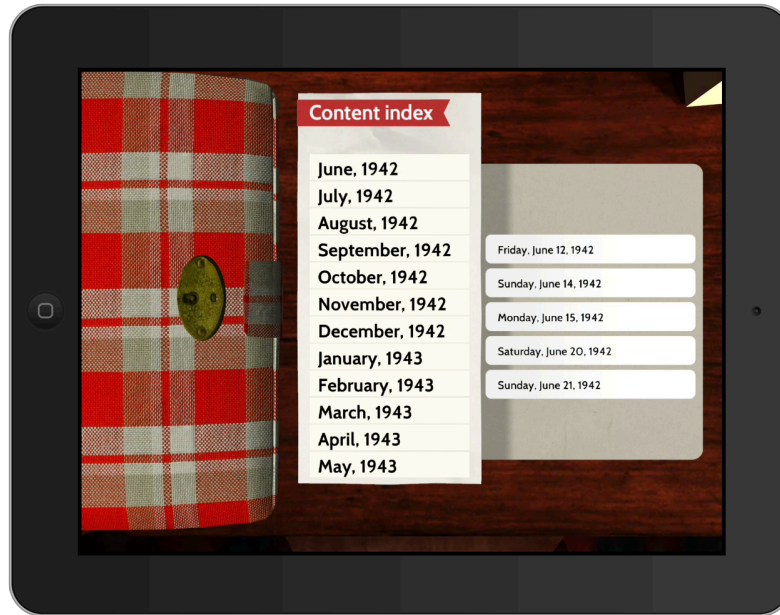 Content index
June, 1942
July, 1942
August, 1942
September, 1942
October, 1942
November, 1942
December, 1942
January, 1943
February, 1943
March, 1943
April, 1943
May, 1943
Friday, June 12, 1942
Sunday, June 14, 1942
Monday, June 15, 1942
Saturday, June 20, 1942
Sunday, June 21, 1942